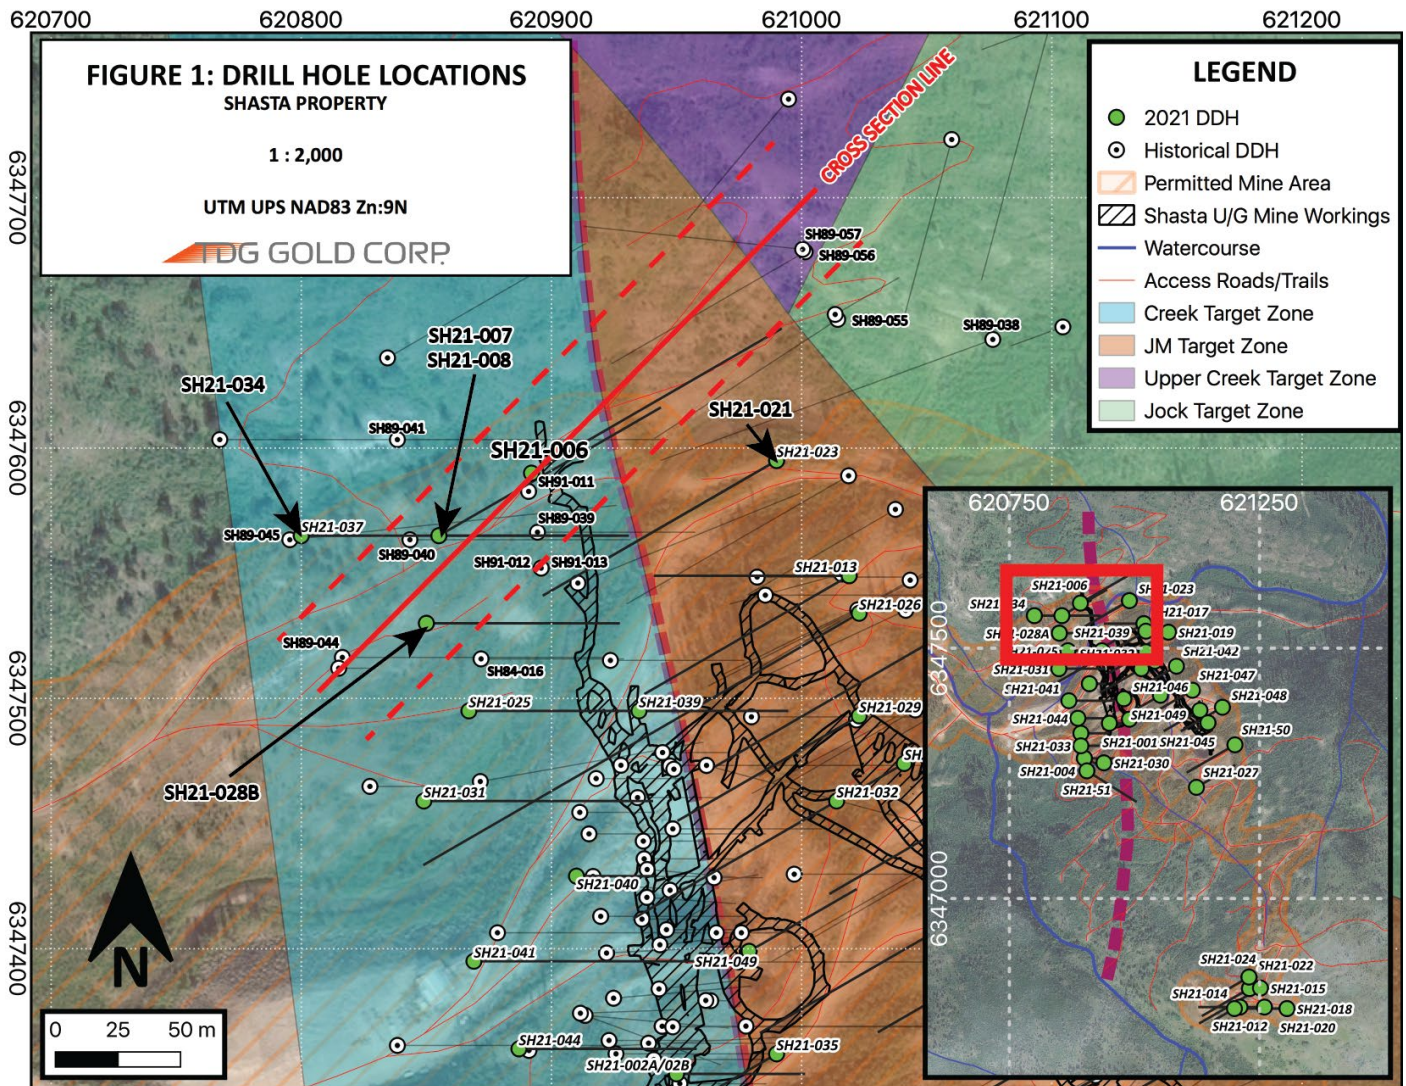 620700
620800
620900
621000
621100
621200
FIGURE 1: DRILL HOLE LOCATIONS
SHASTA PROPERTY
1 : 2,000
UTM UPS NAD83 Zn:9N
TDG GOLD CORP.
LEGEND
2021 DDH
Historical DDH
Permitted Mine Area
Shasta U/G Mine Workings
Watercourse
Access Roads/Trails
Creek Target Zone
JM Target Zone
Upper Creek Target Zone
Jock Target Zone
CROSS SECTION LINE
6347700
6347600
6347500
6347400
SH89-057
SH89-056
SH89-055
SH89-038
SH21-007
SH21-008
SH21-034
SH21-021
SH89-041
SH21-006
SH21-023
SH91-011
SH21-037
SH89-045
SH89-040
SH89-039
SH91-012
SH91-013
SH21-013
SH21-026
SH89-044
SH84-016
SH21-025
SH21-039
SH21-029
SH21-028B
SH21-031
SH21-032
SH21-040
SH21-041
SH21-049
SH21-044
SH21-002A/02B
SH21-035
N
0 25 50 m
620750
621250
6347500
6347000
SH21-006
SH21-023
SH21-017
SH21-028A
SH21-039
SH21-019
SH21-031
SH21-042
SH21-047
SH21-041
SH21-046
SH21-048
SH21-044
SH21-049
SH21-033
SH21-001
SH21-045
SH21-50
SH21-004
SH21-030
SH21-027
SH21-51
SH21-024
SH21-022
SH21-014
SH21-015
SH21-018
SH21-012
SH21-020